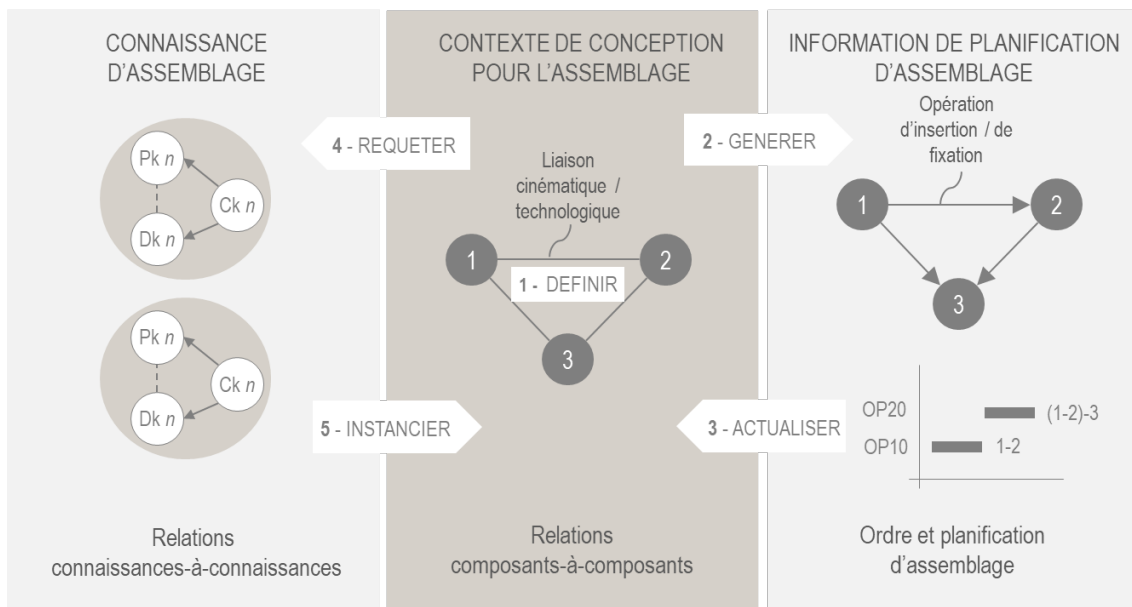 CONNAISSANCE
D'ASSEMBLAGE
Pk n
Ck n
Dk n
Pk n
Ck n
Dk n
Relations
connaissances-à-connaissances
4 - REQUETER
5 - INSTANCIER
CONTEXTE DE CONCEPTION
POUR L'ASSEMBLAGE
Liaison
cinématique /
technologique
1
2
1 - DEFINIR
3
Relations
composants-à-composants
2 - GENERER
3 - ACTUALISER
INFORMATION DE PLANIFICATION
D'ASSEMBLAGE
Opération
d'insertion / de
fixation
1
2
3
OP20
(1-2)-3
OP10
1-2
Ordre et planification
d'assemblage